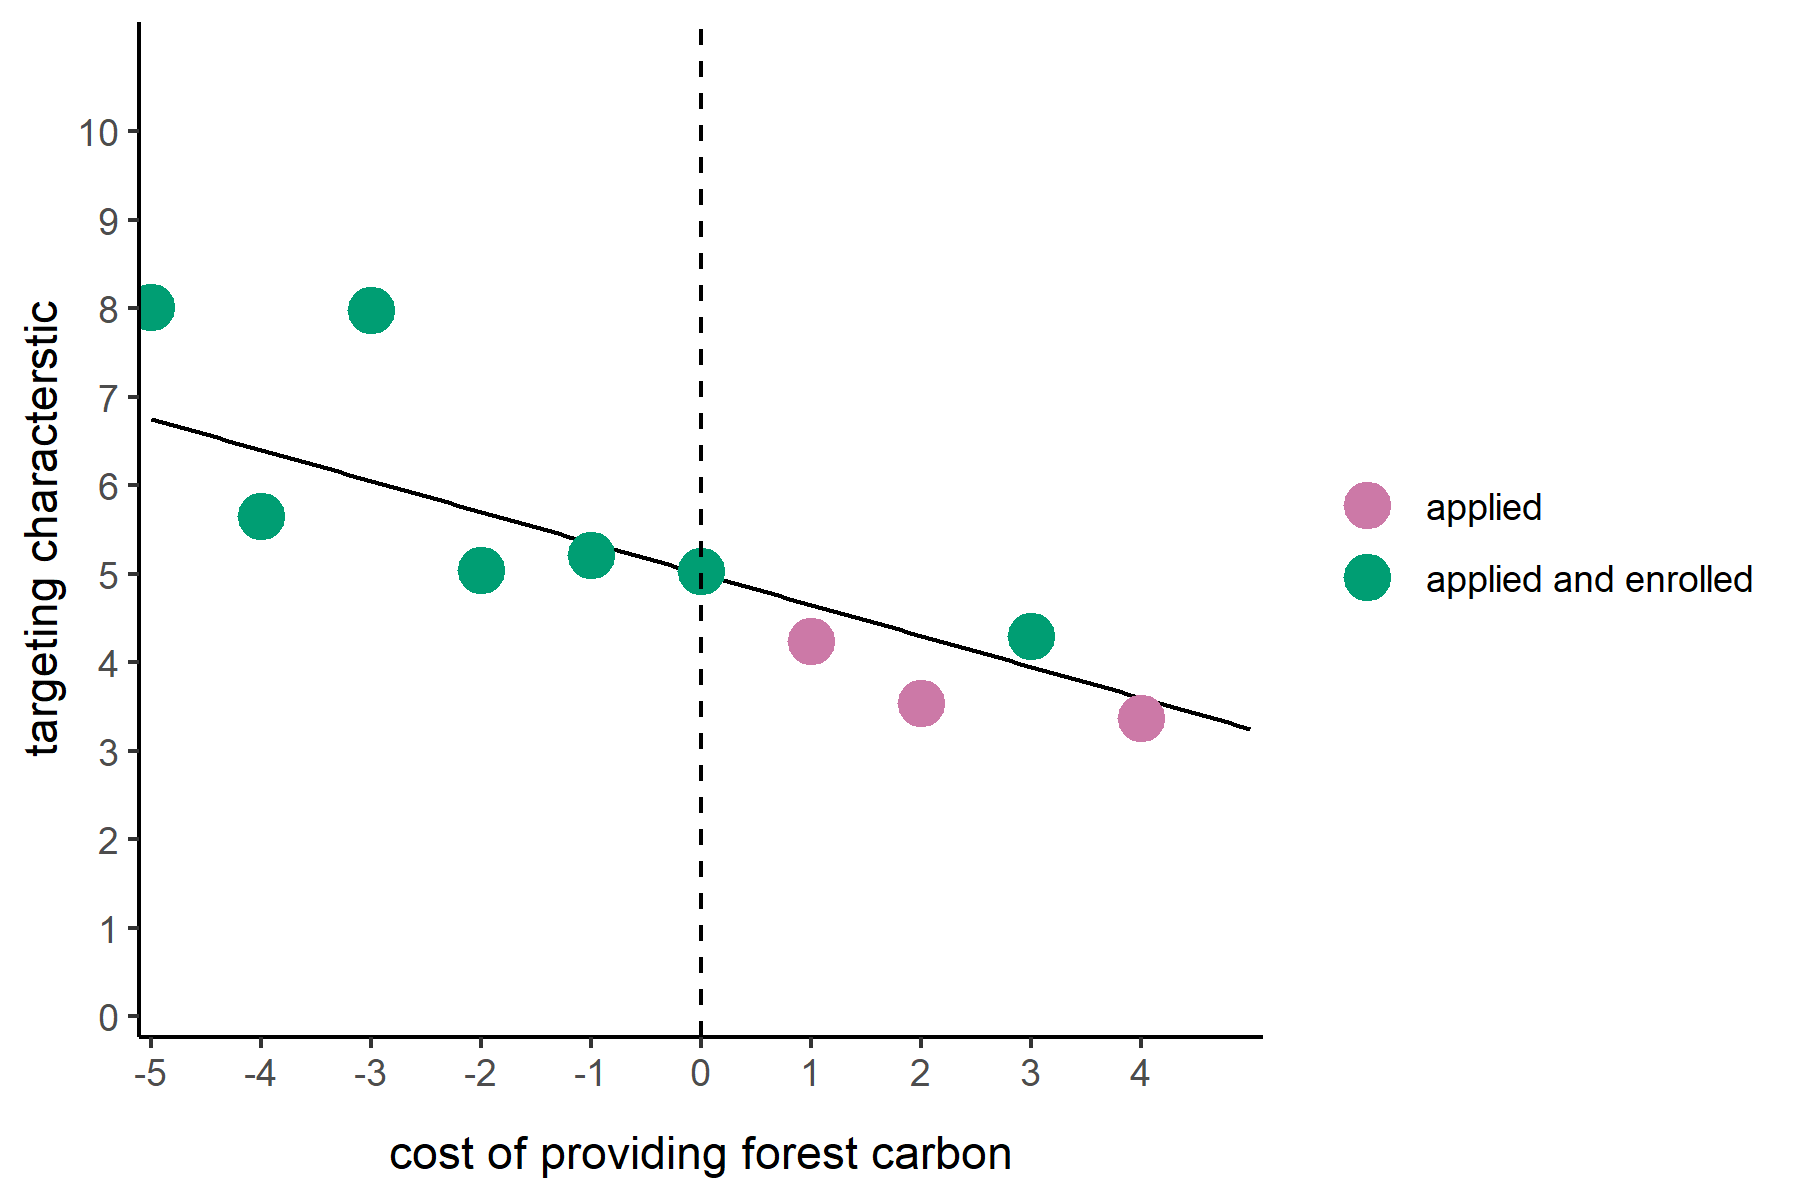 targeting characterstic
10
9
8
7
6
5
4
3
2
1
0
-5 -4 -3 -2 -1 0 1 2 3 4
cost of providing forest carbon
applied
applied and enrolled